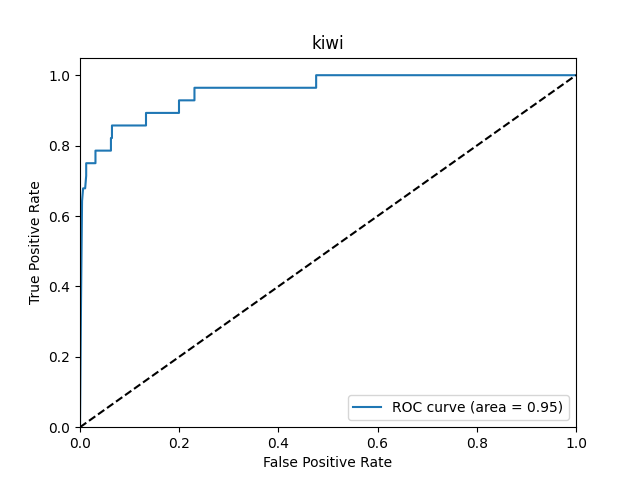 kiwi
True Positive Rate
1.0
0.8
0.6
0.4
0.2
0.0
ROC curve (area = 0.95)
0.0 0.2 0.4 0.6 0.8 1.0
False Positive Rate